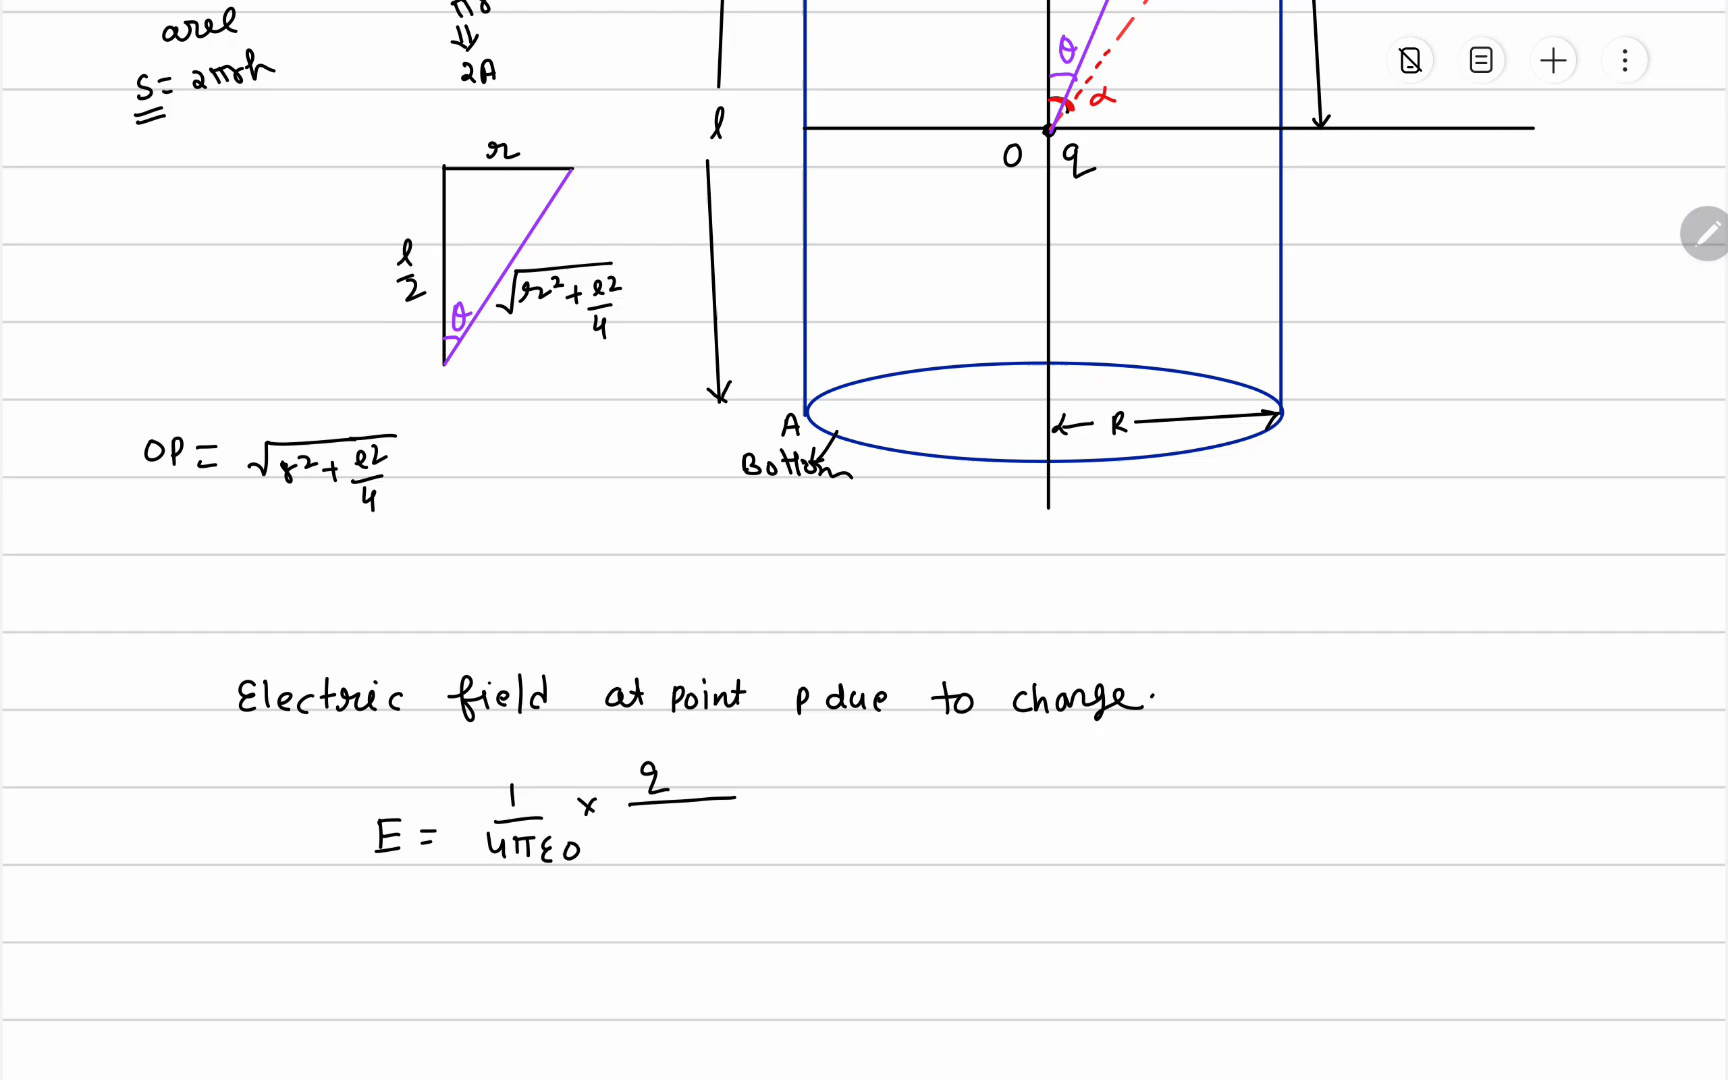 area
S = 2πrh
2A
l
θ
α
O q
r
l/2
θ
√(r² + l²/4)
A
R
Bottom
OP = √(r² + l²/4)
Electric field at point P due to charge.
E = 1/4πε0 × q